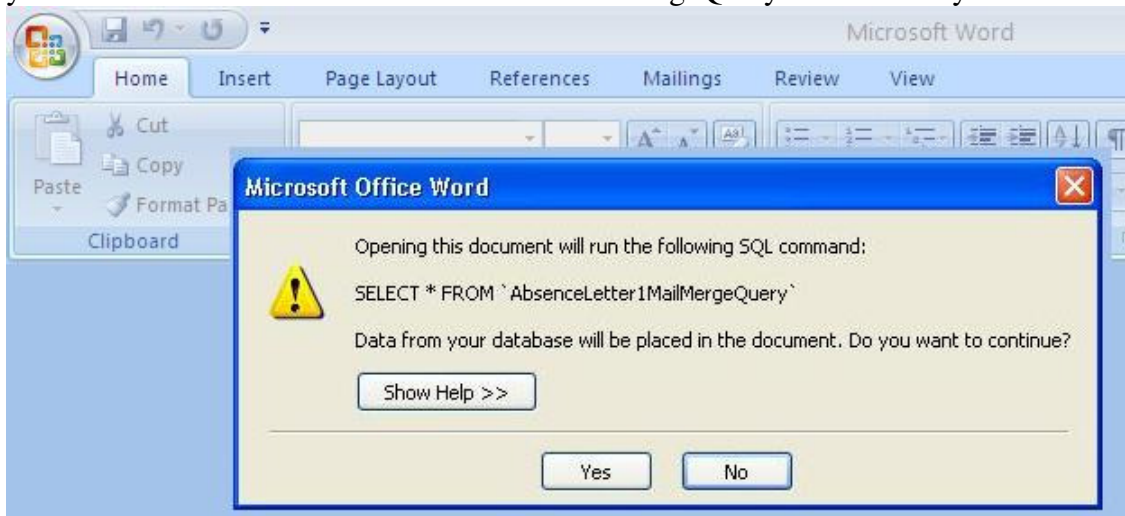 Microsoft Word
Home Insert Page Layout References Mailings Review View
Cut
Copy
Paste
Format Pa
Clipboard
Microsoft Office Word
Opening this document will run the following SQL command:
SELECT * FROM `AbsenceLetter1MailMergeQuery`
Data from your database will be placed in the document. Do you want to continue?
Show Help >>
Yes No